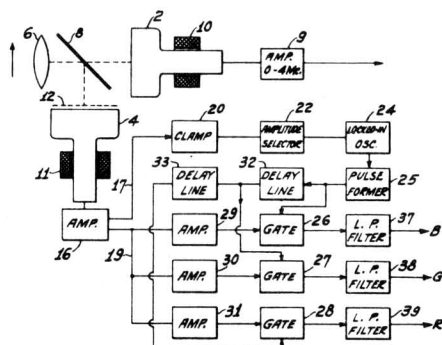 2
10
8
6
9
AMP.
0-4Mc.
12
4
20
22
24
CLAMP
AMPLITUDE
SELECTOR
LOCKED-IN
OSC.
11
17
33
32
DELAY
LINE
DELAY
LINE
PULSE
FORMER
25
AMP.
16
29
26
37
AMP.
GATE
L. P.
FILTER
B
19
30
27
38
AMP.
GATE
L. P.
FILTER
G
31
28
39
AMP.
GATE
L. P.
FILTER
R